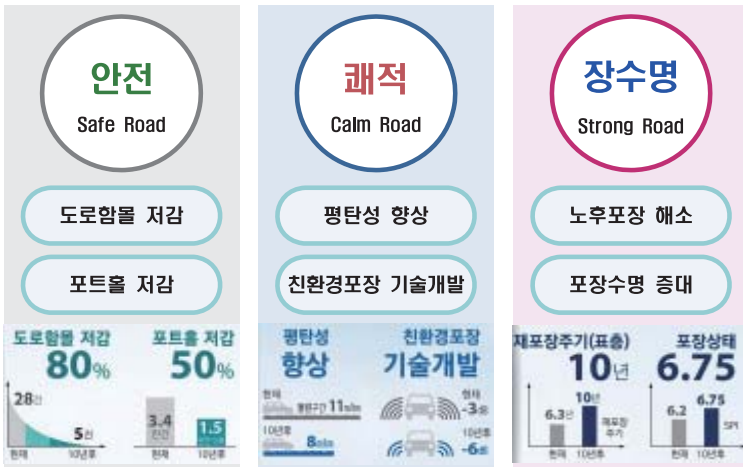 안전
Safe Road
도로함몰 저감
포트홀 저감
도로함몰 저감
80%
28건
5건
현재
10년후
포트홀 저감
50%
3.4
1.5
현재
10년후
쾌적
Calm Road
평탄성 향상
친환경포장 기술개발
평탄성
향상
현재
11m/km
10년후
8m/km
친환경포장
기술개발
현재
-3dB
10년후
-6dB
장수명
Strong Road
노후포장 해소
포장수명 증대
재포장주기(표층)
10년
6.3년
10년
재포장
주기
현재
10년후
포장상태
6.75
6.2
6.75
SPI
현재
10년후